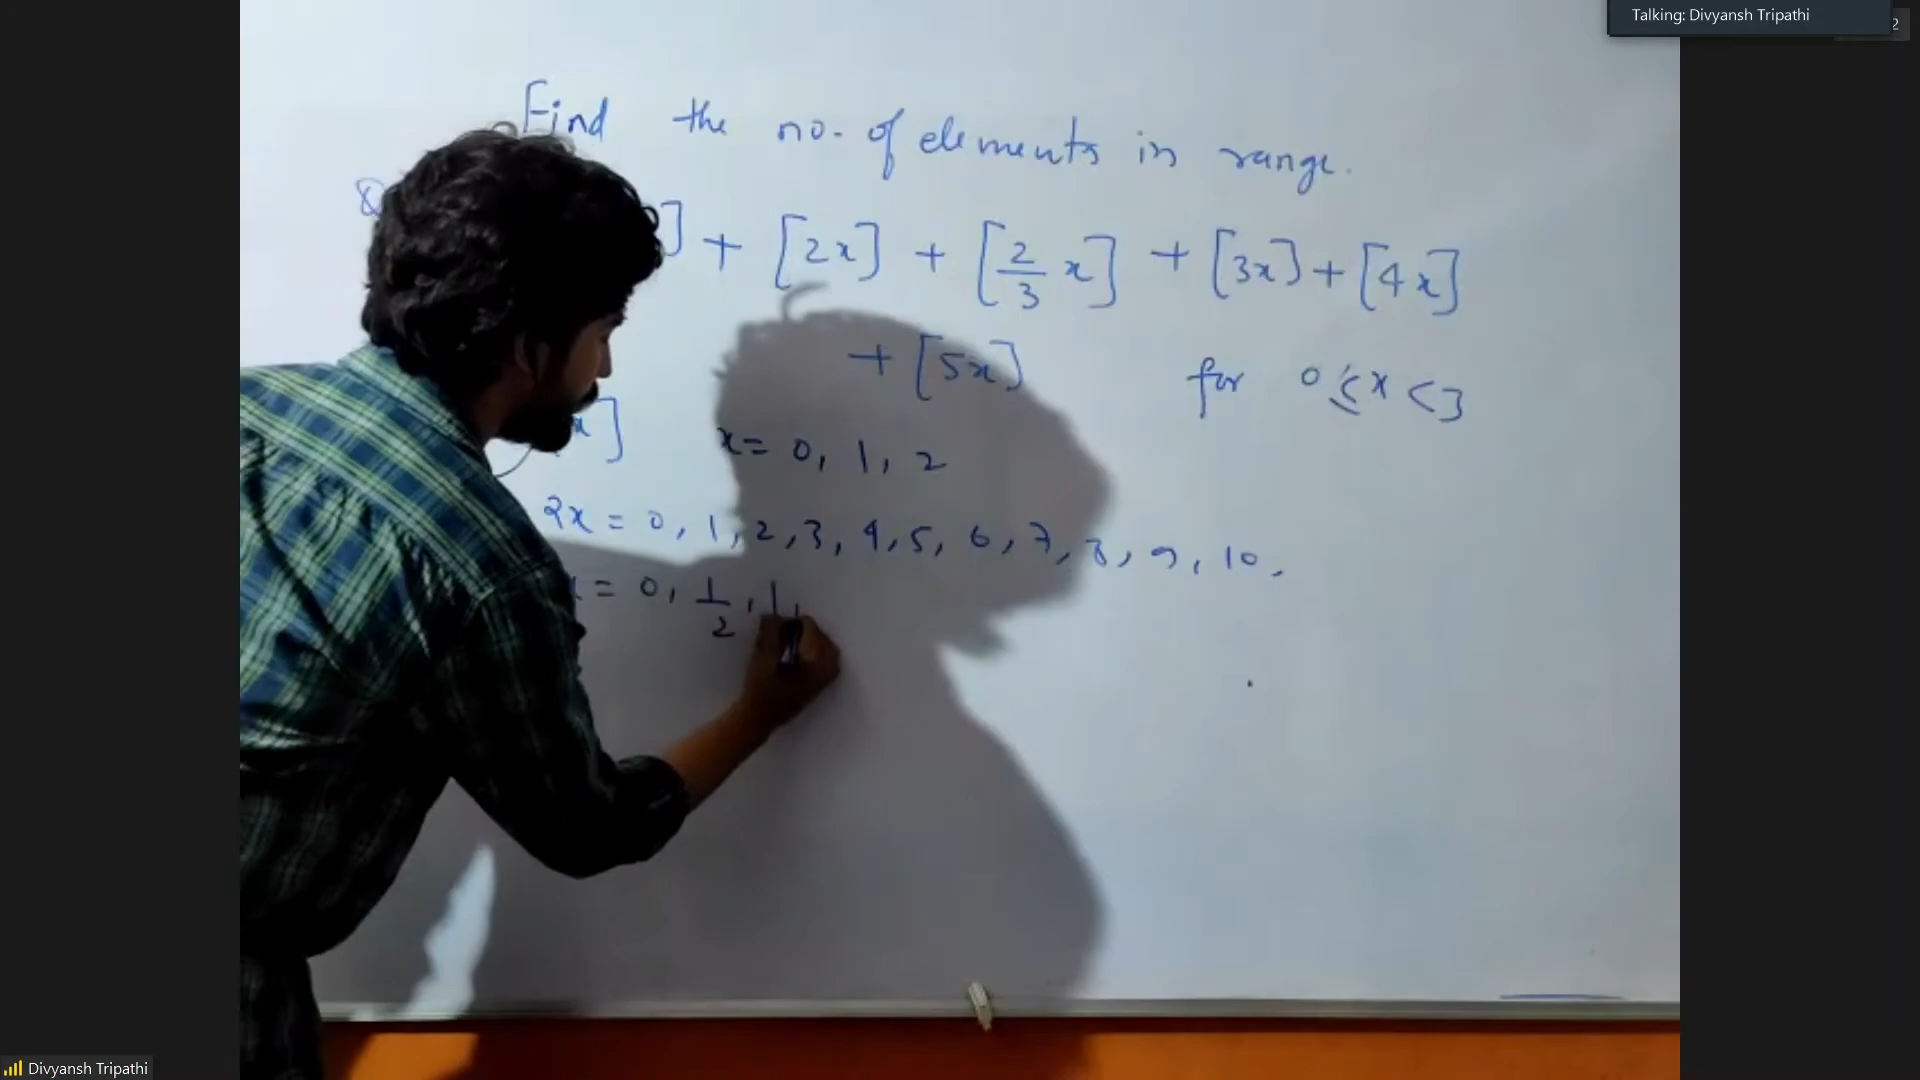 Talking: Divyansh Tripathi
2
Find the no. of elements in range.
Q
] + [2x] + [2/3 x] + [3x] + [4x]
+ [5x] for 0 ≤ x < 3
x] x = 0, 1, 2
2x = 0, 1, 2, 3, 4, 5, 6, 7, 8, 9, 10,
x = 0, 1/2, 1,
Divyansh Tripathi